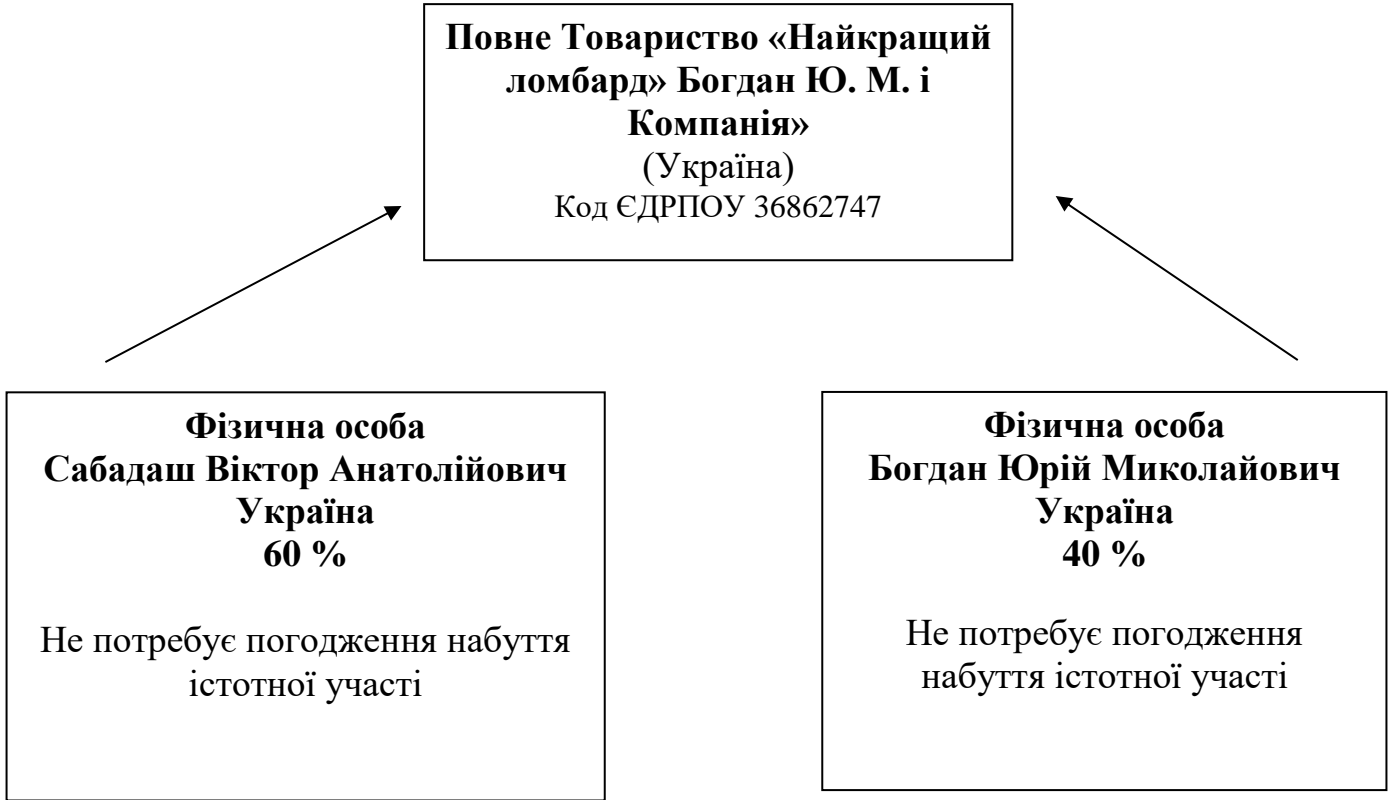 Повне Товариство «Найкращий
ломбард» Богдан Ю. М. і
Компанія»
(Україна)
Код ЄДРПОУ 36862747
Фізична особа
Сабадаш Віктор Анатолійович
Україна
60 %
Не потребує погодження набуття
істотної участі
Фізична особа
Богдан Юрій Миколайович
Україна
40 %
Не потребує погодження
набуття істотної участі